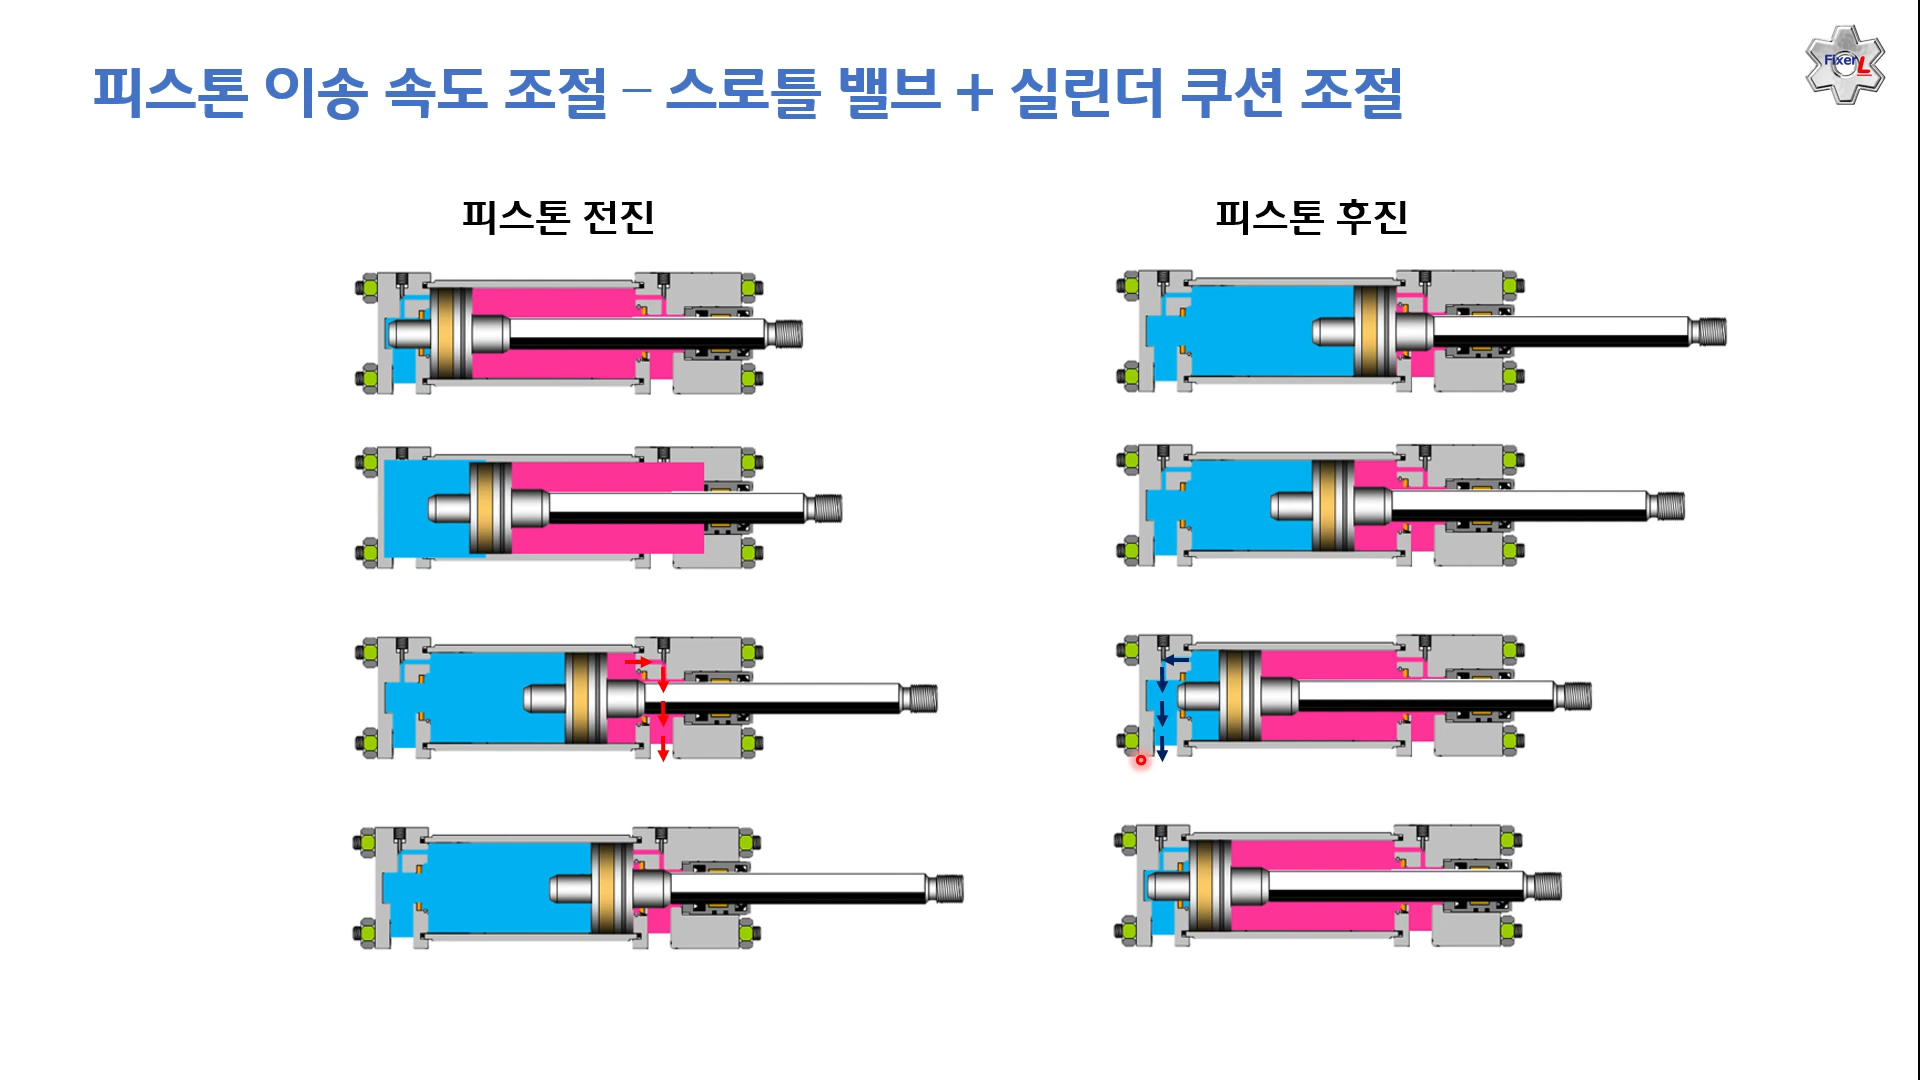 피스톤 이송 속도 조절 – 스로틀 밸브 + 실린더 쿠션 조절
Fixer L
피스톤 전진
피스톤 후진